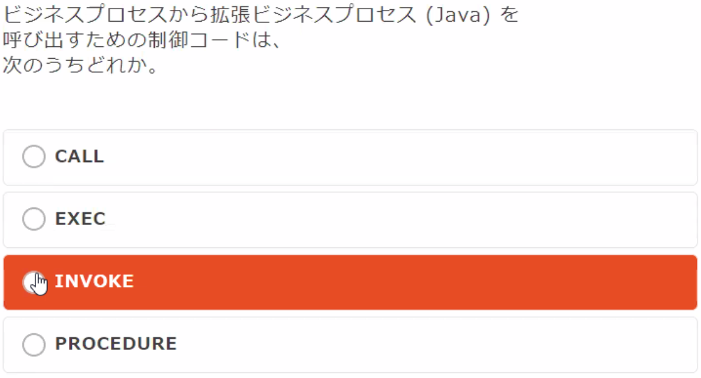 ビジネスプロセスから拡張ビジネスプロセス (Java) を
呼び出すための制御コードは、
次のうちどれか。
CALL
EXEC
INVOKE
PROCEDURE